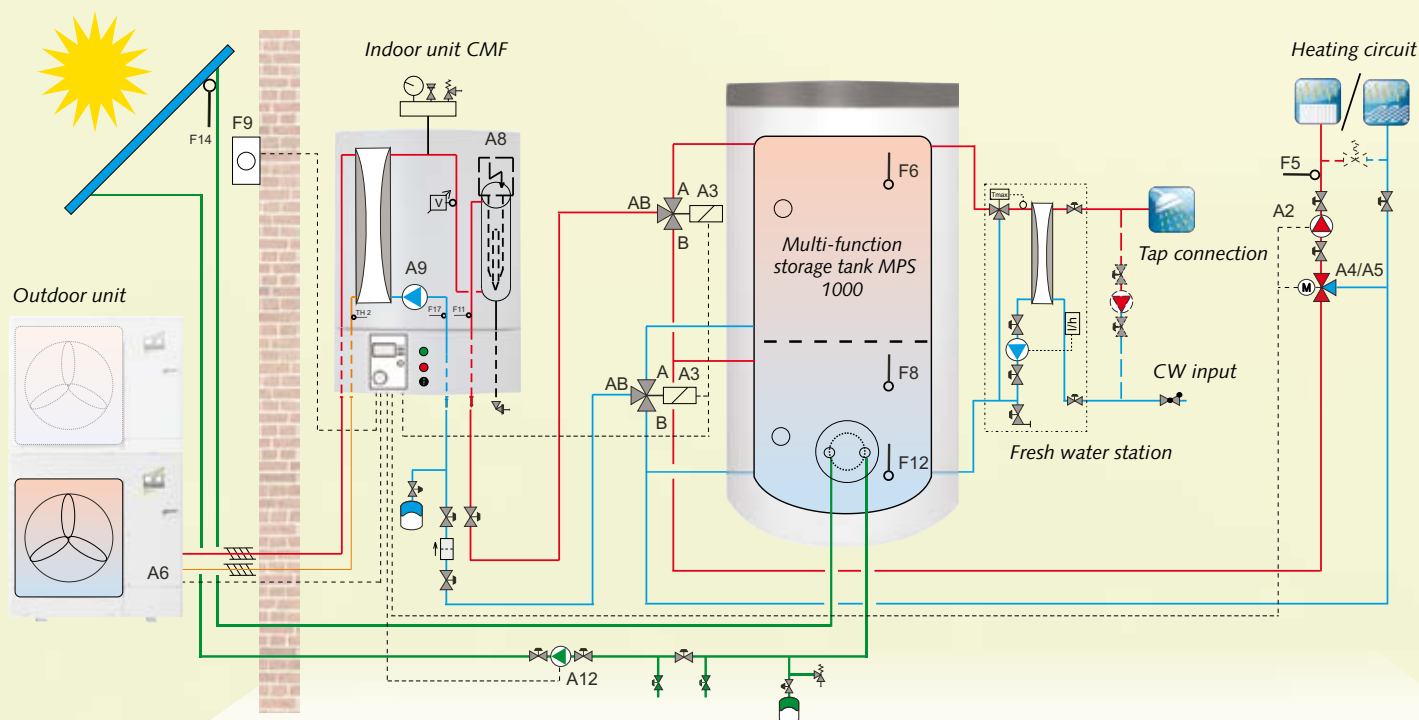 Indoor unit CMF
Heating circuit
F14
F9
A8
F6
F5
A
A3
AB
B
V
Tmax
A2
Multi-function
storage tank MPS
1000
Tap connection
A9
Outdoor unit
TH 2
F17
F11
M
A4/A5
l/h
A
A3
AB
B
F8
CW input
Fresh water station
F12
A6
A12